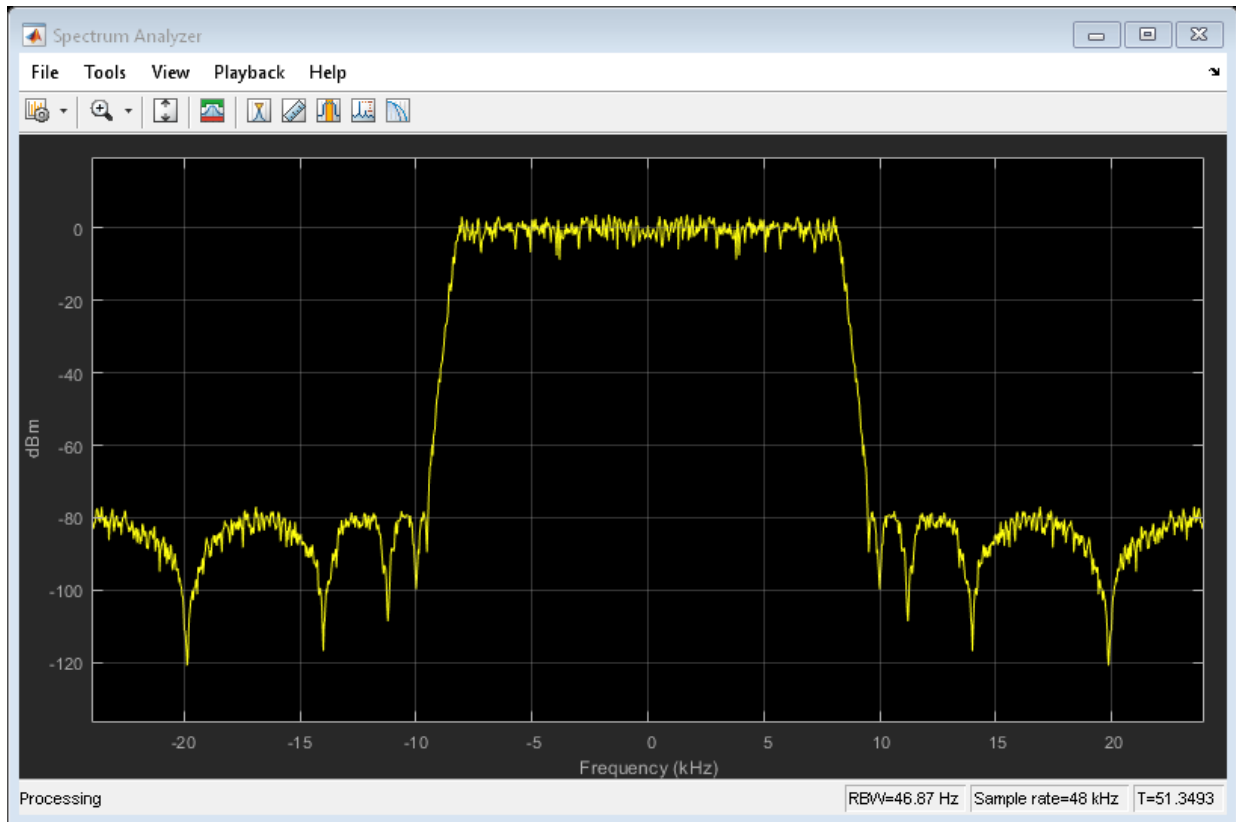 Spectrum Analyzer
File Tools View Playback Help
0
-20
-40
-60
-80
-100
-120
dBm
-20 -15 -10 -5 0 5 10 15 20
Frequency (kHz)
Processing RBW=46.87 Hz Sample rate=48 kHz T=51.3493